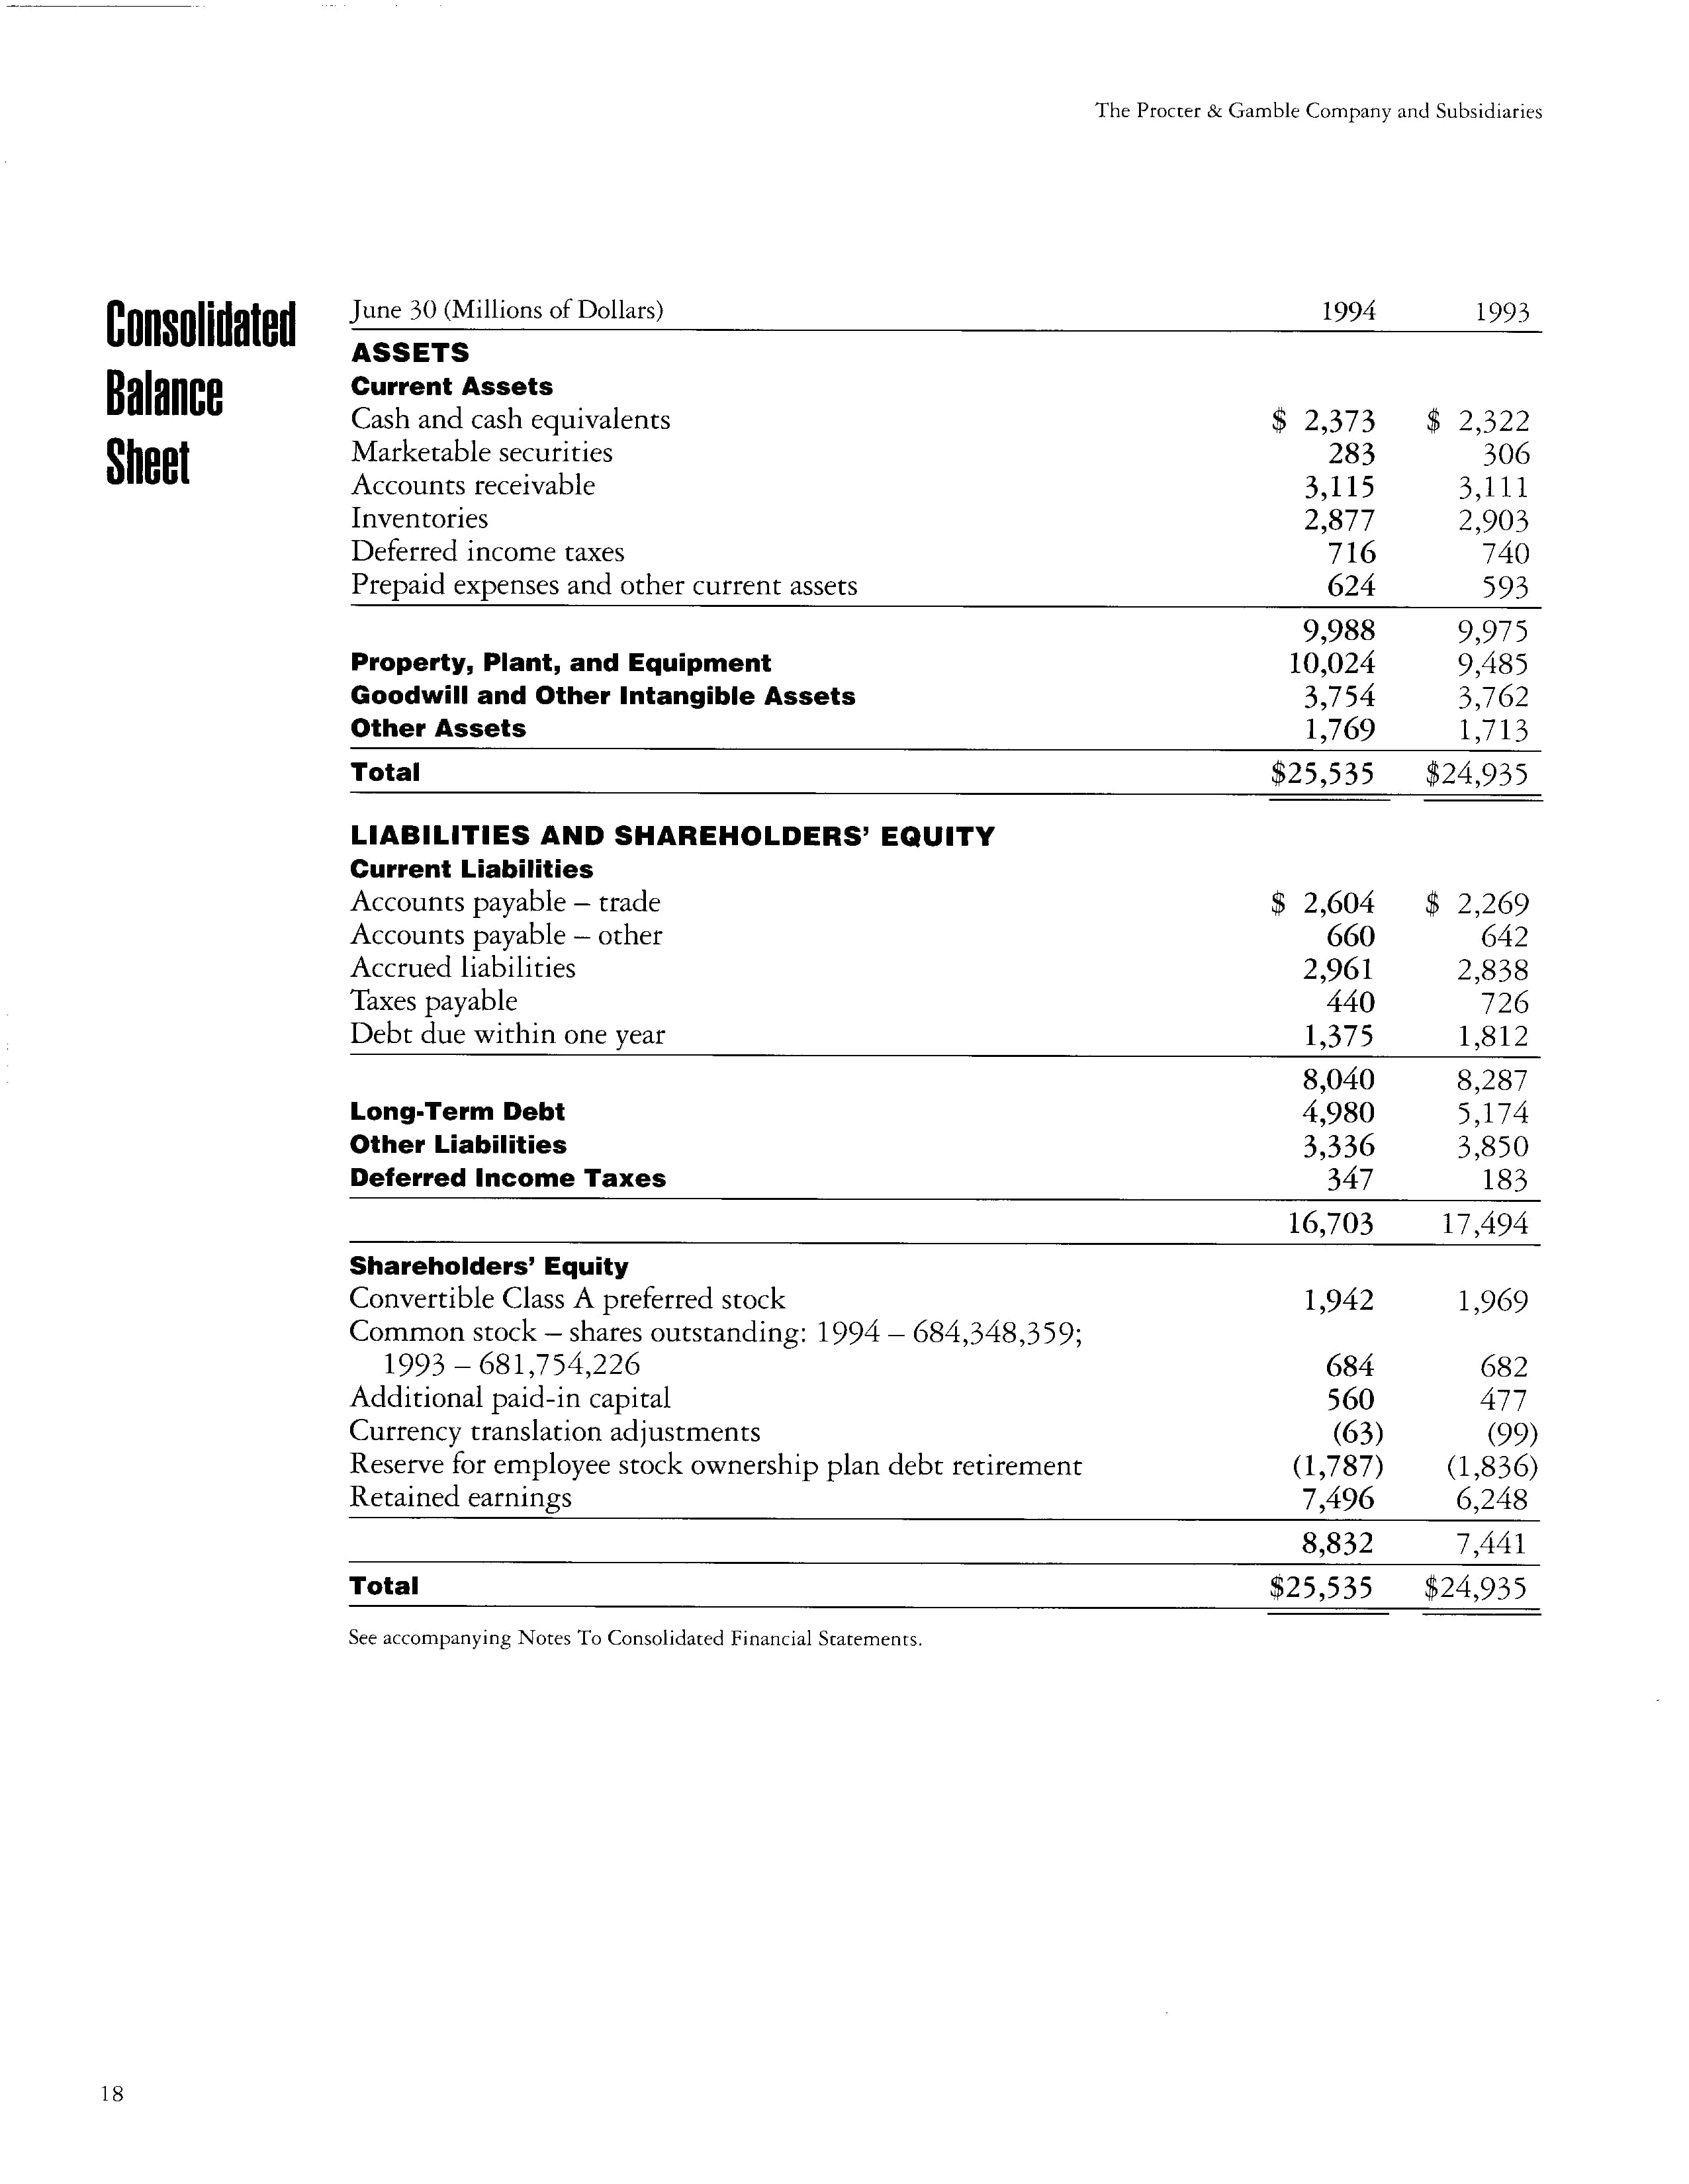 The Procter & Gamble Company and Subsidiaries
Consolidated
Balance
Sheet
June 30 (Millions of Dollars) 1994 1993
ASSETS
Current Assets
Cash and cash equivalents $ 2,373 $ 2,322
Marketable securities 283 306
Accounts receivable 3,115 3,111
Inventories 2,877 2,903
Deferred income taxes 716 740
Prepaid expenses and other current assets 624 593
9,988 9,975
Property, Plant, and Equipment 10,024 9,485
Goodwill and Other Intangible Assets 3,754 3,762
Other Assets 1,769 1,713
Total $25,535 $24,935
LIABILITIES AND SHAREHOLDERS' EQUITY
Current Liabilities
Accounts payable – trade $ 2,604 $ 2,269
Accounts payable – other 660 642
Accrued liabilities 2,961 2,838
Taxes payable 440 726
Debt due within one year 1,375 1,812
8,040 8,287
Long-Term Debt 4,980 5,174
Other Liabilities 3,336 3,850
Deferred Income Taxes 347 183
16,703 17,494
Shareholders' Equity
Convertible Class A preferred stock 1,942 1,969
Common stock – shares outstanding: 1994 – 684,348,359;
1993 – 681,754,226 684 682
Additional paid-in capital 560 477
Currency translation adjustments (63) (99)
Reserve for employee stock ownership plan debt retirement (1,787) (1,836)
Retained earnings 7,496 6,248
8,832 7,441
Total $25,535 $24,935
See accompanying Notes To Consolidated Financial Statements.
18